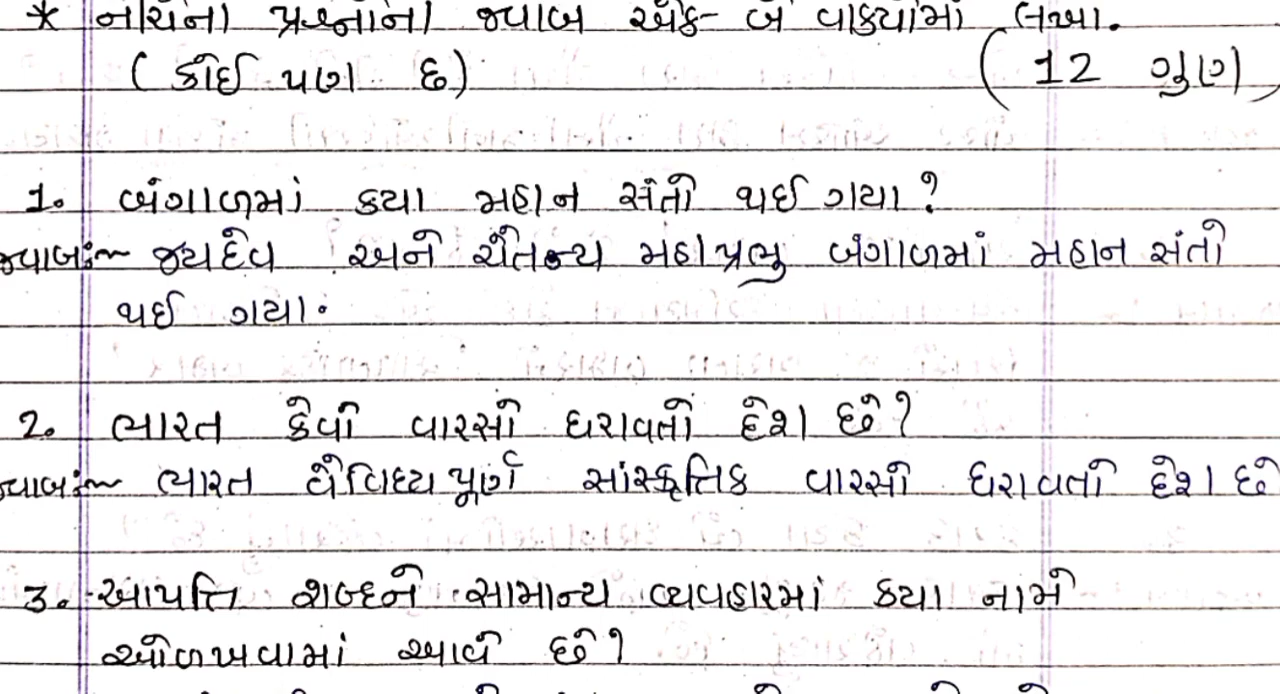 * નીચેના પ્રશ્નોના જવાબ એક-બે વાક્યોમાં લખો.
(કોઈ પણ છ) (12 ગુણ)
1. બંગાળમાં કયા મહાન સંતો થઈ ગયા?
જવાબઃ- જયદેવ અને ચૈતન્ય મહાપ્રભુ બંગાળમાં મહાન સંતો
થઈ ગયા.
2. ભારત કેવો વારસો ધરાવતો દેશ છે?
જવાબઃ- ભારત વૈવિધ્યપૂર્ણ સાંસ્કૃતિક વારસો ધરાવતો દેશ છે
3. આપત્તિ શબ્દને સામાન્ય વ્યવહારમાં કયા નામે
ઓળખવામાં આવે છે?